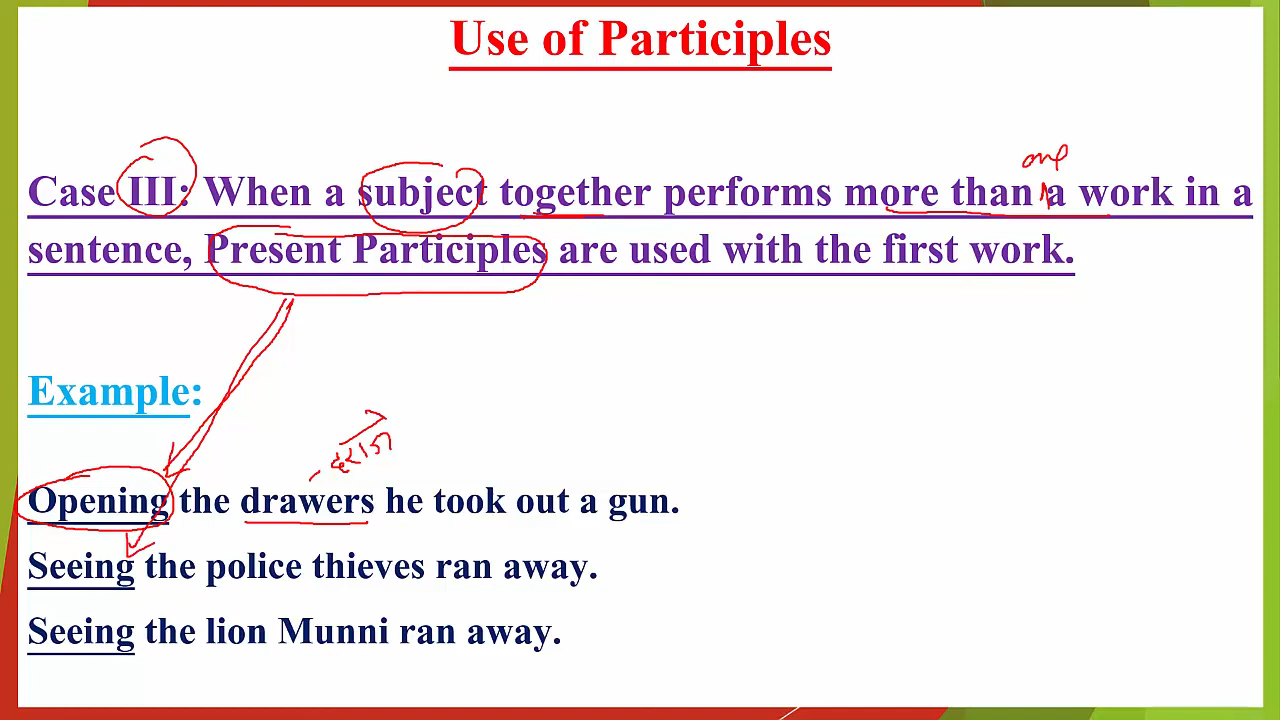 Use of Participles
one
Case III: When a subject together performs more than a work in a
sentence, Present Participles are used with the first work.
Example:
Opening the drawers he took out a gun.
Seeing the police thieves ran away.
Seeing the lion Munni ran away.